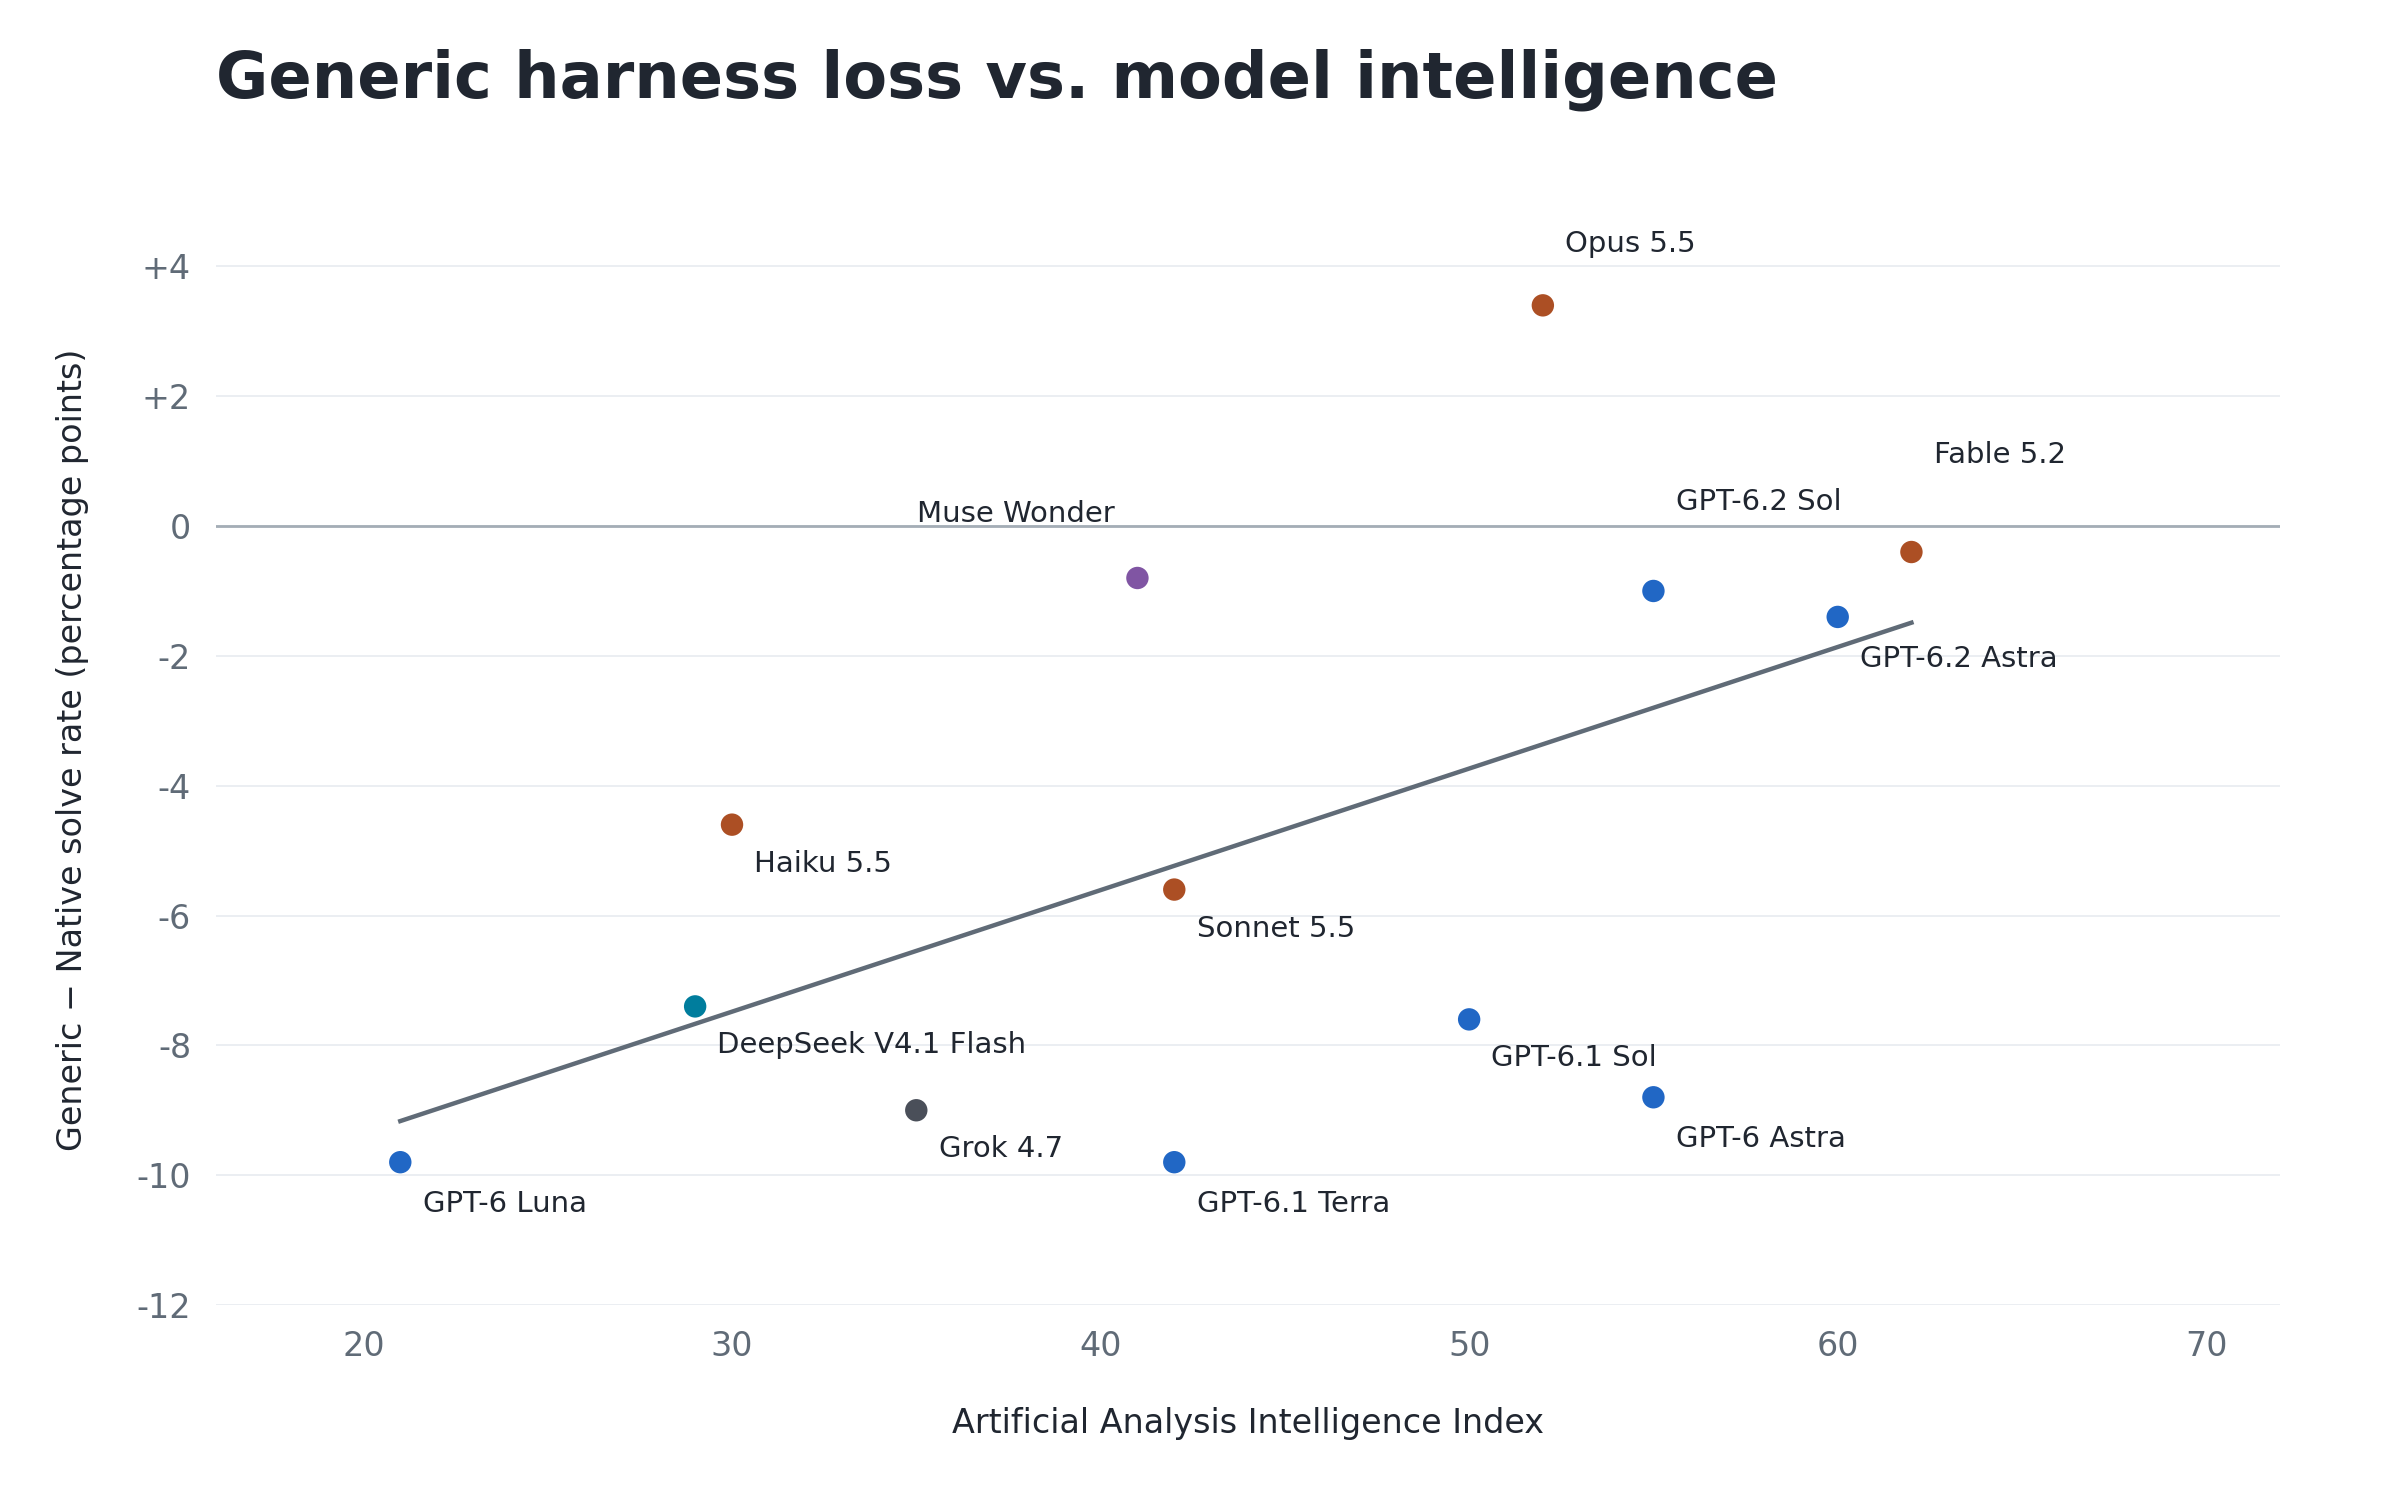 Generic harness loss vs. model intelligence
Generic − Native solve rate (percentage points)
+4
+2
0
-2
-4
-6
-8
-10
-12
Opus 5.5
Fable 5.2
GPT-6.2 Sol
Muse Wonder
GPT-6.2 Astra
Haiku 5.5
Sonnet 5.5
DeepSeek V4.1 Flash
GPT-6.1 Sol
GPT-6 Astra
Grok 4.7
GPT-6 Luna
GPT-6.1 Terra
20 30 40 50 60 70
Artificial Analysis Intelligence Index